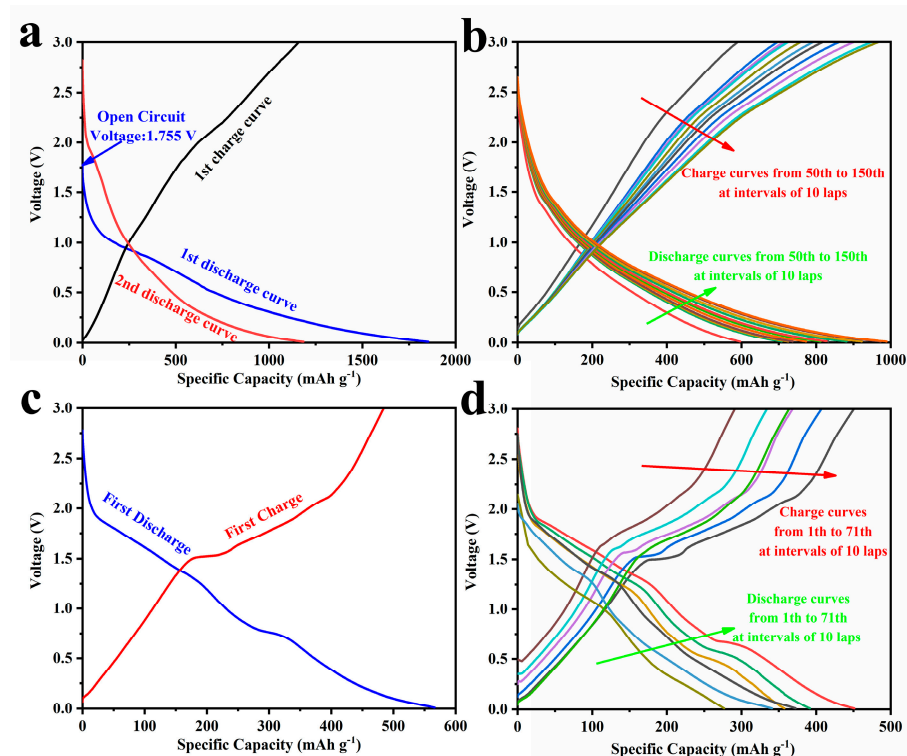 a
3.0
2.5
2.0
1.5
1.0
0.5
0.0
Voltage (V)
Open Circuit
Voltage:1.755 V
1st charge curve
1st discharge curve
2nd discharge curve
0
500
1000
1500
2000
Specific Capacity (mAh g-1)
b
3.0
2.5
2.0
1.5
1.0
0.5
0.0
Voltage (V)
Charge curves from 50th to 150th
at intervals of 10 laps
Discharge curves from 50th to 150th
at intervals of 10 laps
0
200
400
600
800
1000
Specific Capacity (mAh g-1)
c
3.0
2.5
2.0
1.5
1.0
0.5
0.0
Voltage (V)
First Discharge
First Charge
0
100
200
300
400
500
600
Specific Capacity (mAh g-1)
d
3.0
2.5
2.0
1.5
1.0
0.5
0.0
Voltage (V)
Charge curves
from 1th to 71th
at intervals of 10 laps
Discharge curves
from 1th to 71th
at intervals of 10 laps
0
100
200
300
400
500
Specific Capacity (mAh g-1)